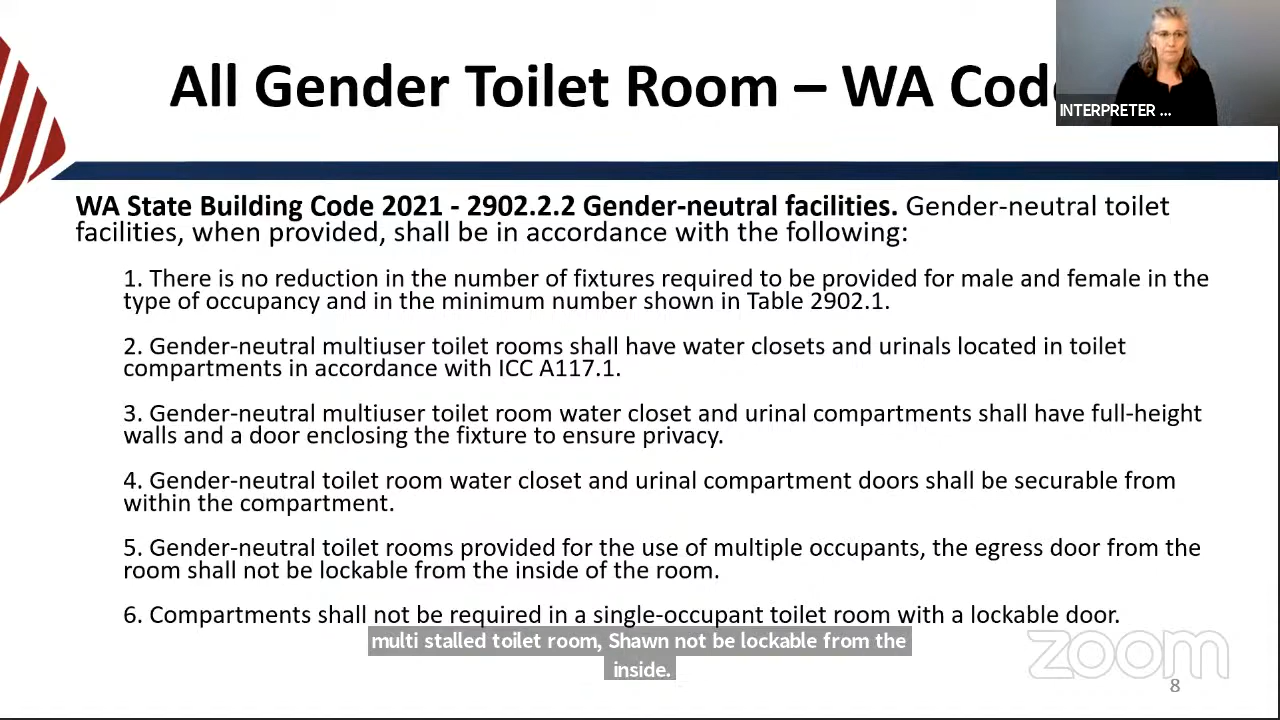 All Gender Toilet Room – WA Code
INTERPRETER ...
WA State Building Code 2021 - 2902.2.2 Gender-neutral facilities. Gender-neutral toilet
facilities, when provided, shall be in accordance with the following:
1. There is no reduction in the number of fixtures required to be provided for male and female in the
type of occupancy and in the minimum number shown in Table 2902.1.
2. Gender-neutral multiuser toilet rooms shall have water closets and urinals located in toilet
compartments in accordance with ICC A117.1.
3. Gender-neutral multiuser toilet room water closet and urinal compartments shall have full-height
walls and a door enclosing the fixture to ensure privacy.
4. Gender-neutral toilet room water closet and urinal compartment doors shall be securable from
within the compartment.
5. Gender-neutral toilet rooms provided for the use of multiple occupants, the egress door from the
room shall not be lockable from the inside of the room.
6. Compartments shall not be required in a single-occupant toilet room with a lockable door.
multi stalled toilet room, Shawn not be lockable from the
inside.
zoom
8